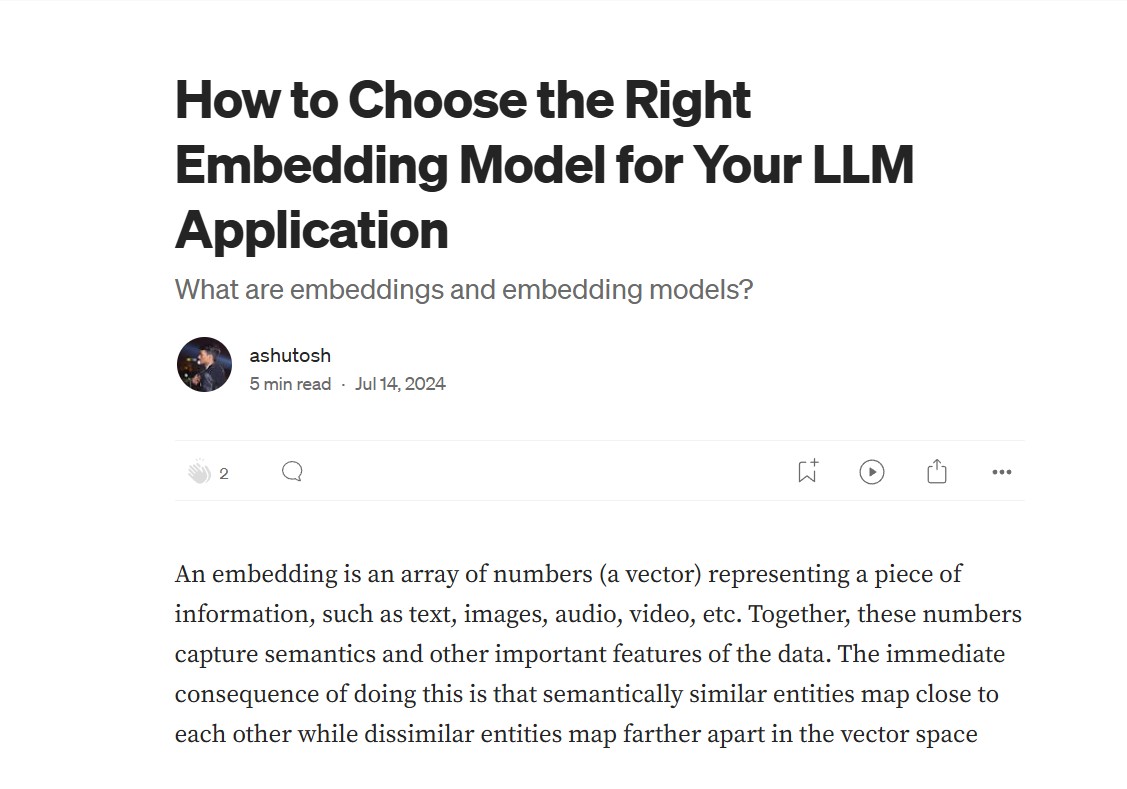 How to Choose the Right
Embedding Model for Your LLM
Application
What are embeddings and embedding models?
ashutosh
5 min read · Jul 14, 2024
2
An embedding is an array of numbers (a vector) representing a piece of
information, such as text, images, audio, video, etc. Together, these numbers
capture semantics and other important features of the data. The immediate
consequence of doing this is that semantically similar entities map close to
each other while dissimilar entities map farther apart in the vector space